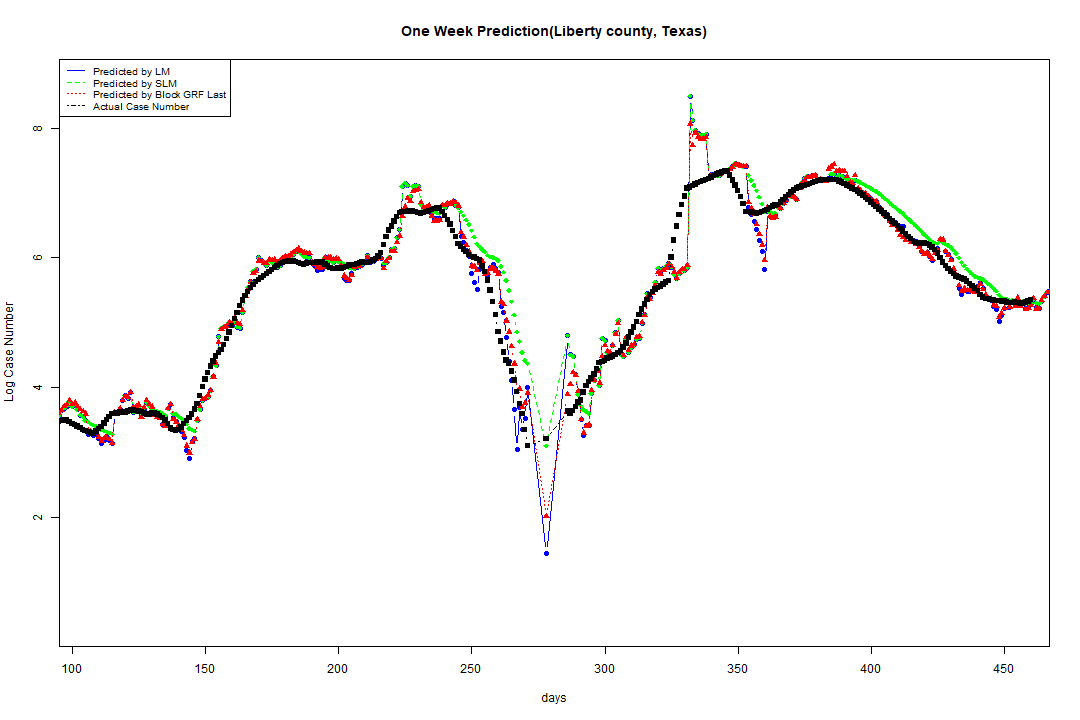 One Week Prediction(Liberty county, Texas)
Predicted by LM
Predicted by SLM
Predicted by Block GRF Last
Actual Case Number
8
6
4
2
Log Case Number
100 150 200 250 300 350 400 450
days